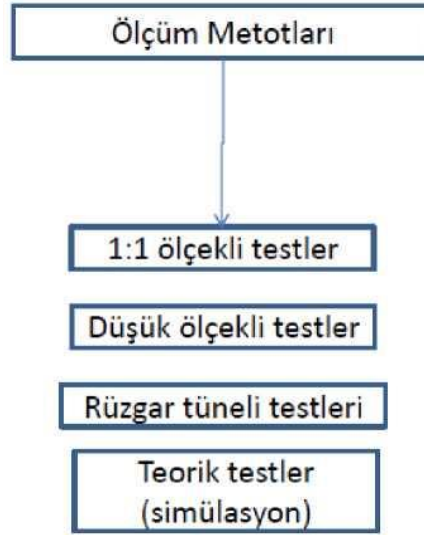 Ölçüm Metotları
1:1 ölçekli testler
Düşük ölçekli testler
Rüzgar tüneli testleri
Teorik testler
(simülasyon)